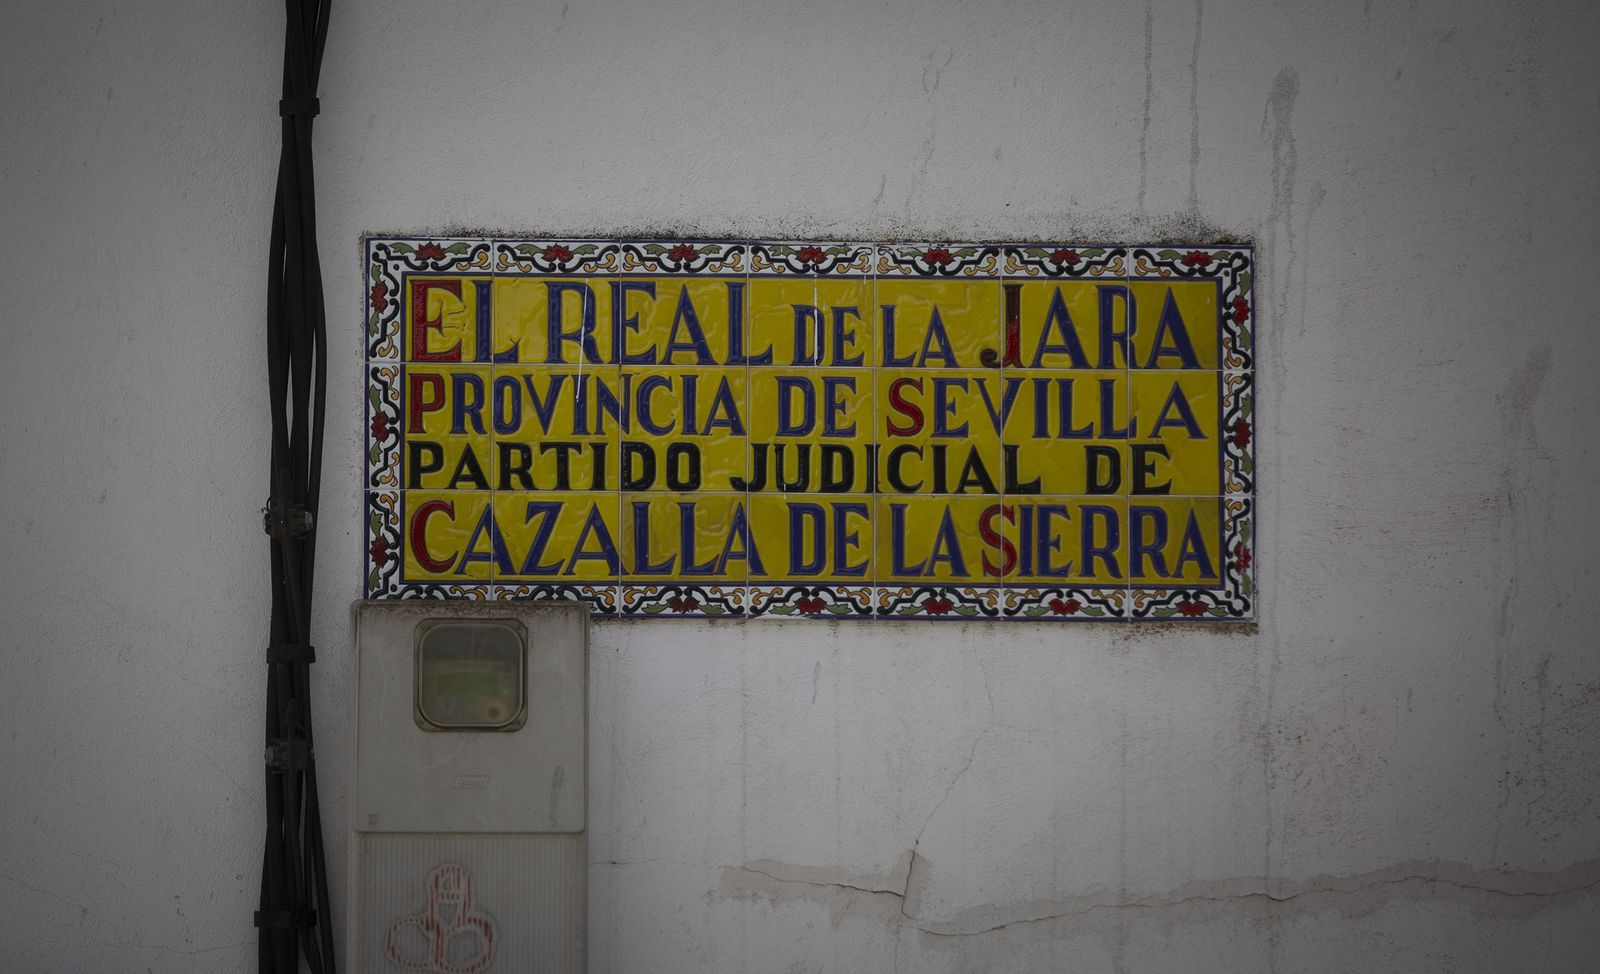 EL REAL DE LA JARA
PROVINCIA DE SEVILLA
PARTIDO JUDICIAL DE
CAZALLA DE LA SIERRA